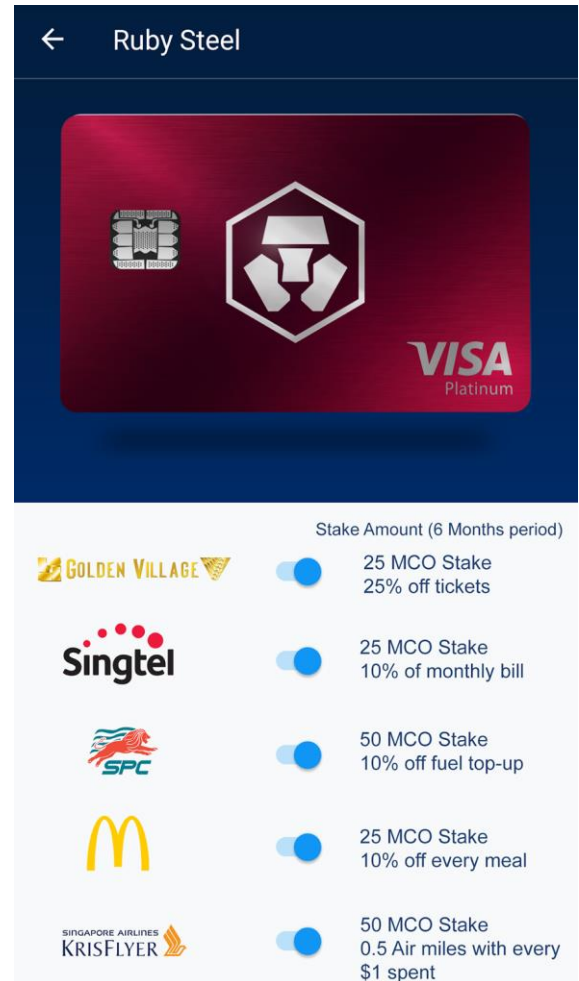 Ruby Steel
VISA
Platinum
Stake Amount (6 Months period)
GOLDEN VILLAGE
25 MCO Stake
25% off tickets
Singtel
25 MCO Stake
10% of monthly bill
SPC
50 MCO Stake
10% off fuel top-up
25 MCO Stake
10% off every meal
SINGAPORE AIRLINES
KRISFLYER
50 MCO Stake
0.5 Air miles with every
$1 spent